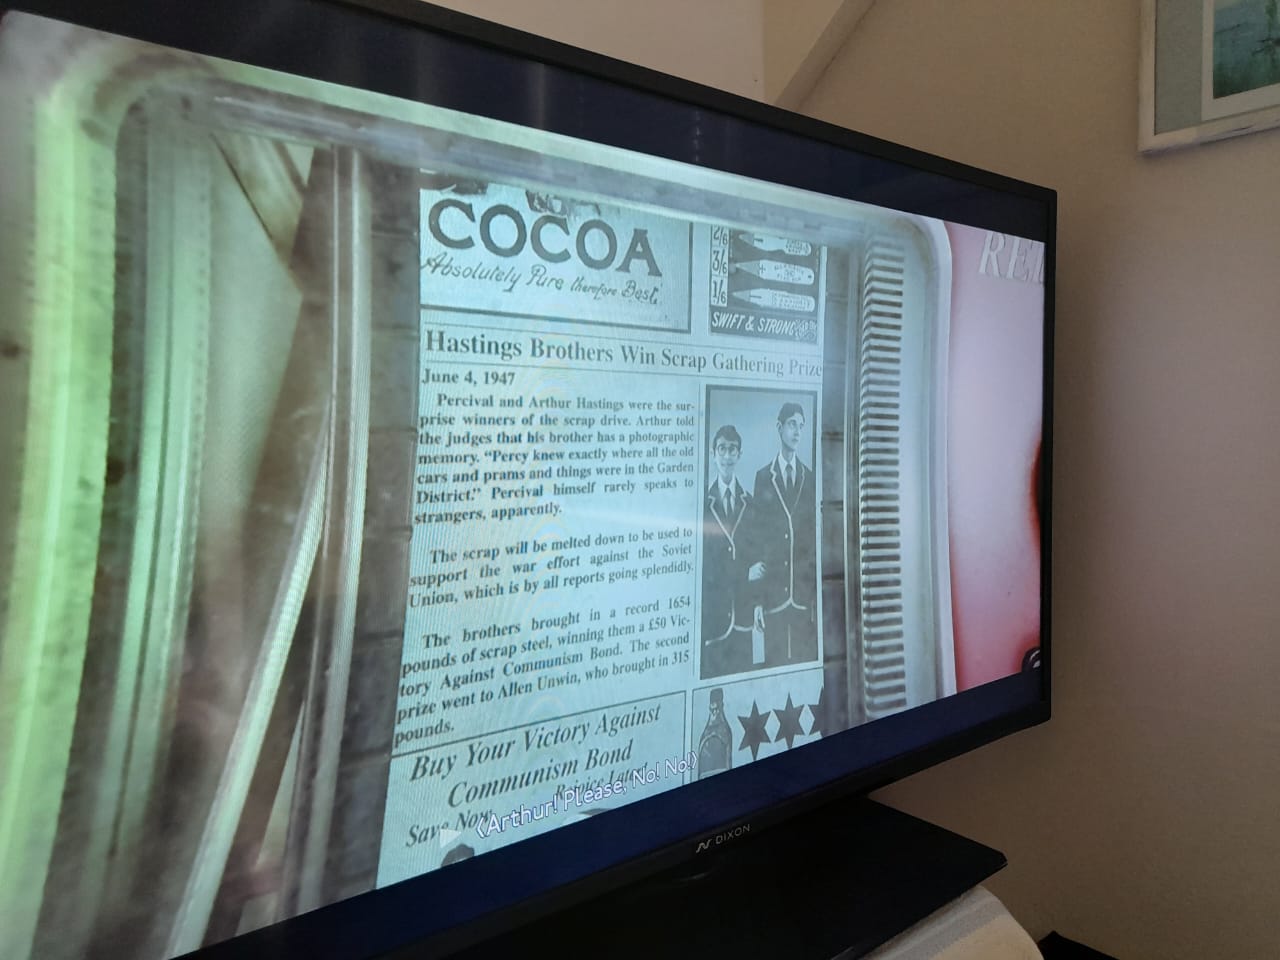 COCOA
Absolutely Pure therefore Best.
2/6
3/6
1/6
SWIFT & STRONG
REL
Hastings Brothers Win Scrap Gathering Prize
June 4, 1947
Percival and Arthur Hastings were the sur-
prise winners of the scrap drive. Arthur told
the judges that his brother has a photographic
memory. “Percy knew exactly where all the old
cars and prams and things were in the Garden
District.” Percival himself rarely speaks to
strangers, apparently.
The scrap will be melted down to be used to
support the war effort against the Soviet
Union, which is by all reports going splendidly.
The brothers brought in a record 1654
pounds of scrap steel, winning them a £50 Vic-
tory Against Communism Bond. The second
prize went to Allen Unwin, who brought in 315
pounds.
Buy Your Victory Against
Communism Bond
Save Now
Rejoice Later
(Arthur! Please, No! No!)
DIXON